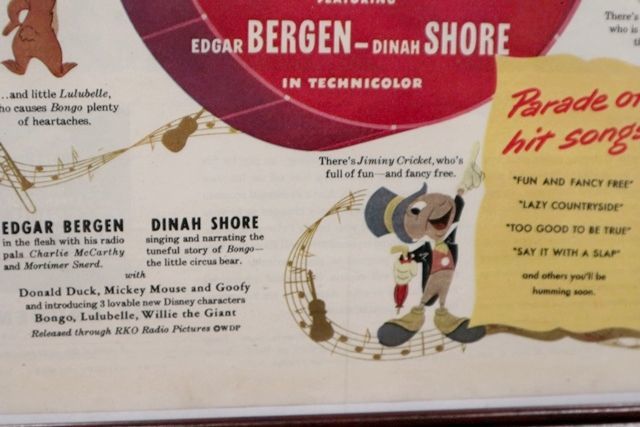 FEATURING
EDGAR BERGEN - DINAH SHORE
IN TECHNICOLOR
There's
who is
...and little Lulubelle,
who causes Bongo plenty
of heartaches.
There's Jiminy Cricket, who's
full of fun—and fancy free.
Parade of
hit songs
"FUN AND FANCY FREE"
"LAZY COUNTRYSIDE"
"TOO GOOD TO BE TRUE"
"SAY IT WITH A SLAP"
and others you'll be
humming soon.
EDGAR BERGEN
in the flesh with his radio
pals Charlie McCarthy
and Mortimer Snerd.
DINAH SHORE
singing and narrating the
tuneful story of Bongo—
the little circus bear.
with
Donald Duck, Mickey Mouse and Goofy
and introducing 3 lovable new Disney characters
Bongo, Lulubelle, Willie the Giant
Released through RKO Radio Pictures ©WDP